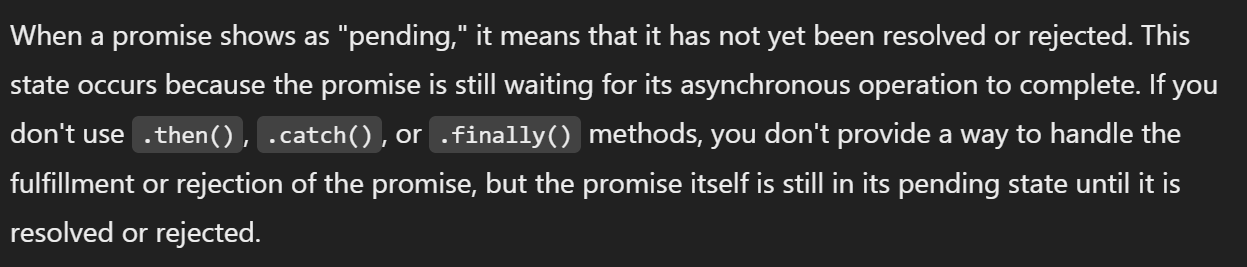 When a promise shows as "pending," it means that it has not yet been resolved or rejected. This
state occurs because the promise is still waiting for its asynchronous operation to complete. If you
don't use .then(), .catch(), or .finally() methods, you don't provide a way to handle the
fulfillment or rejection of the promise, but the promise itself is still in its pending state until it is
resolved or rejected.